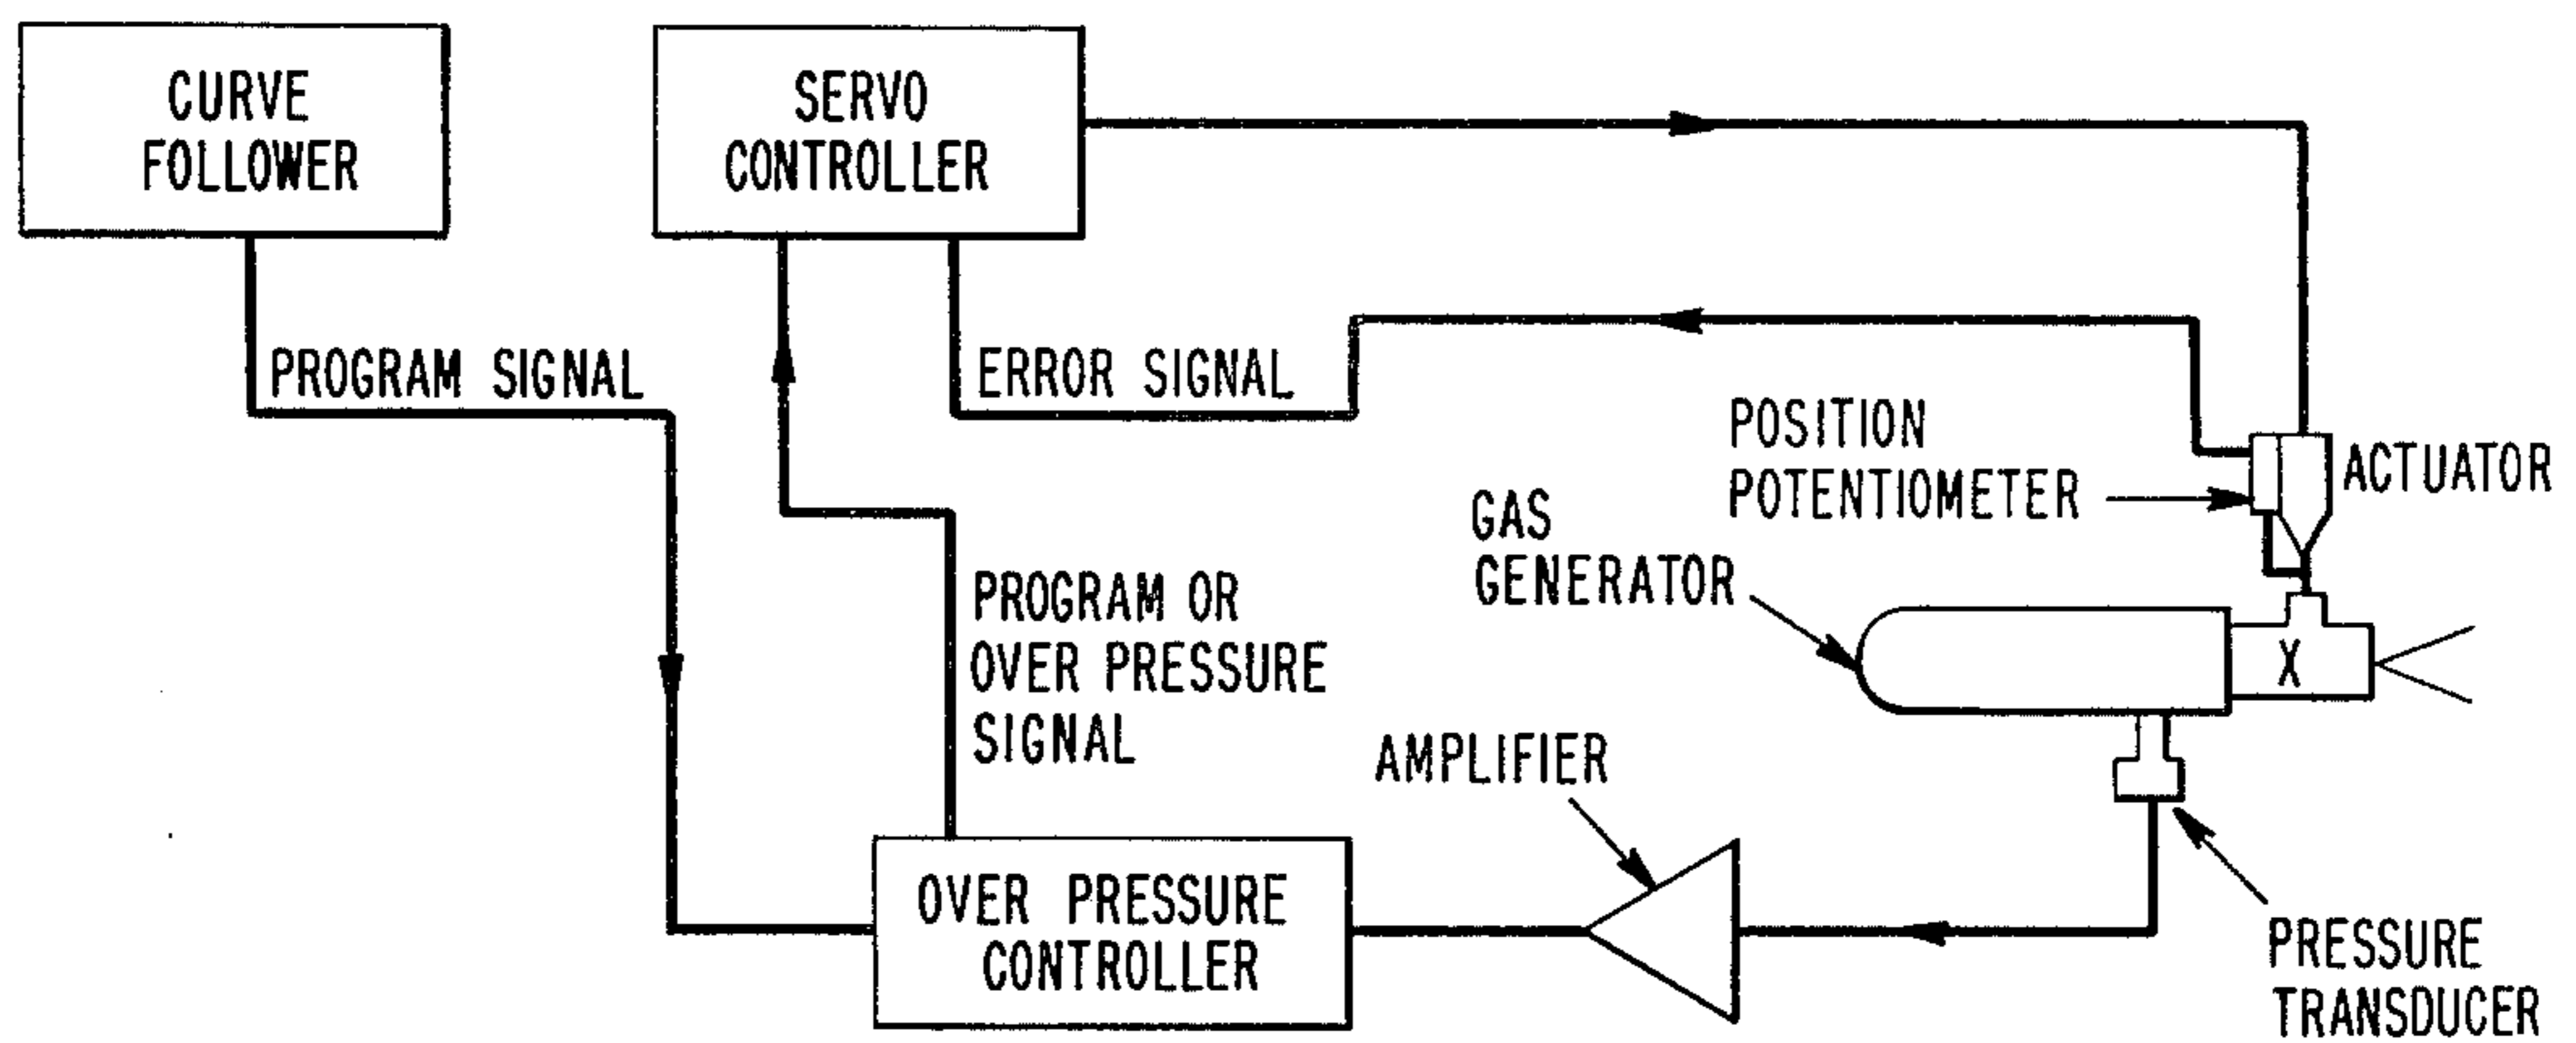 CURVE
FOLLOWER
SERVO
CONTROLLER
PROGRAM SIGNAL
ERROR SIGNAL
POSITION
POTENTIOMETER
ACTUATOR
GAS
GENERATOR
PROGRAM OR
OVER PRESSURE
SIGNAL
X
AMPLIFIER
OVER PRESSURE
CONTROLLER
PRESSURE
TRANSDUCER